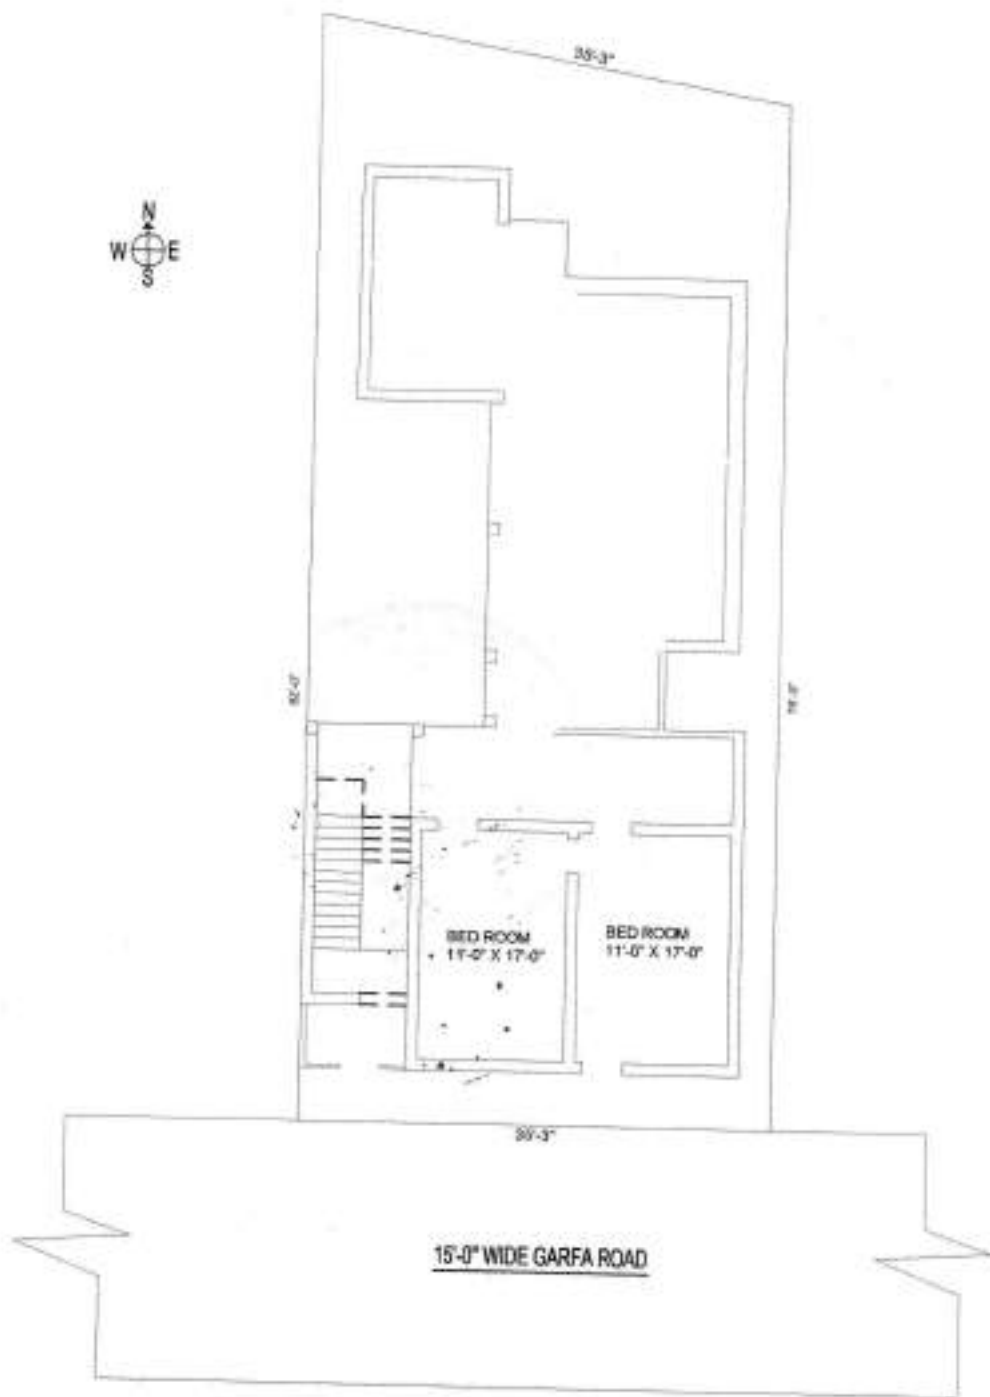 N
W E
S
BED ROOM
11'-0" X 17'-0"
BED ROOM
11'-0" X 17'-0"
15'-0" WIDE GARFA ROAD